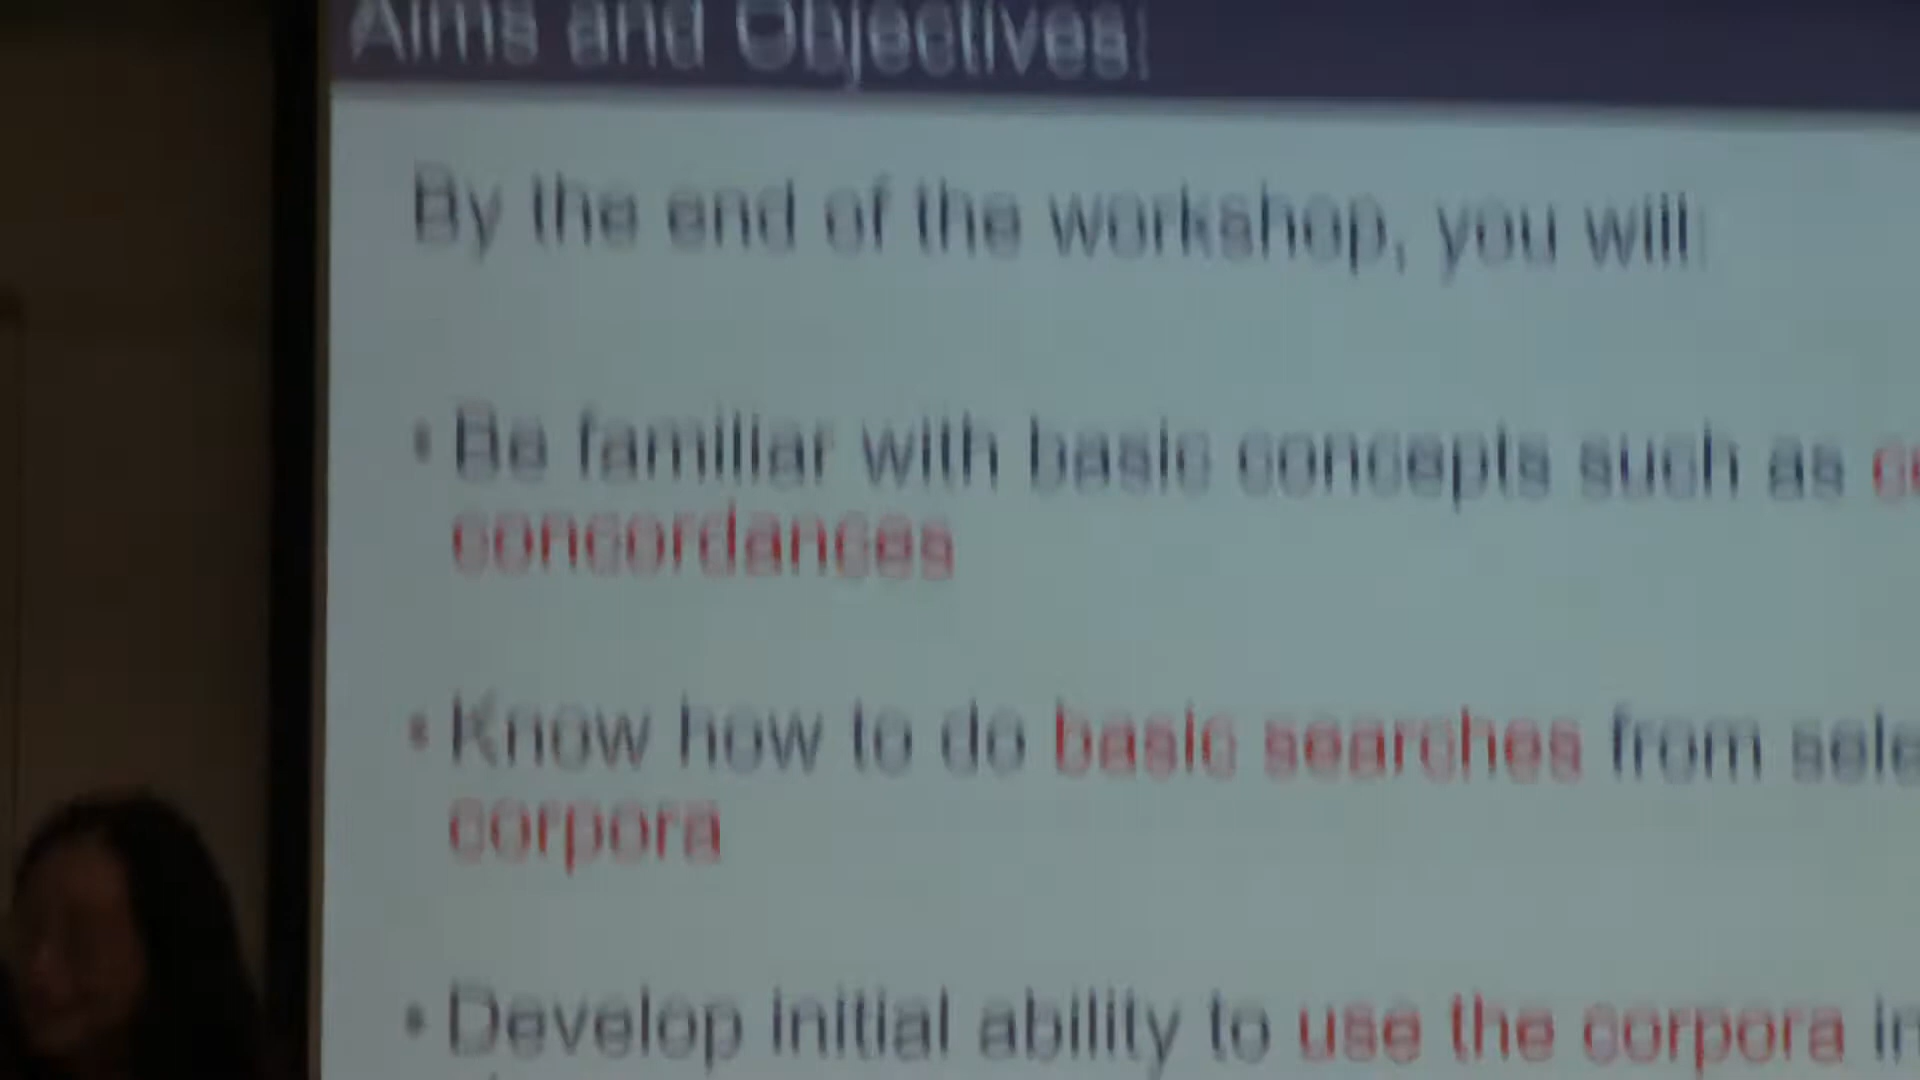 Aims and Objectives:
By the end of the workshop, you will:
• Be familiar with basic concepts such as
concordances
• Know how to do basic searches from
corpora
• Develop initial ability to use the corpora